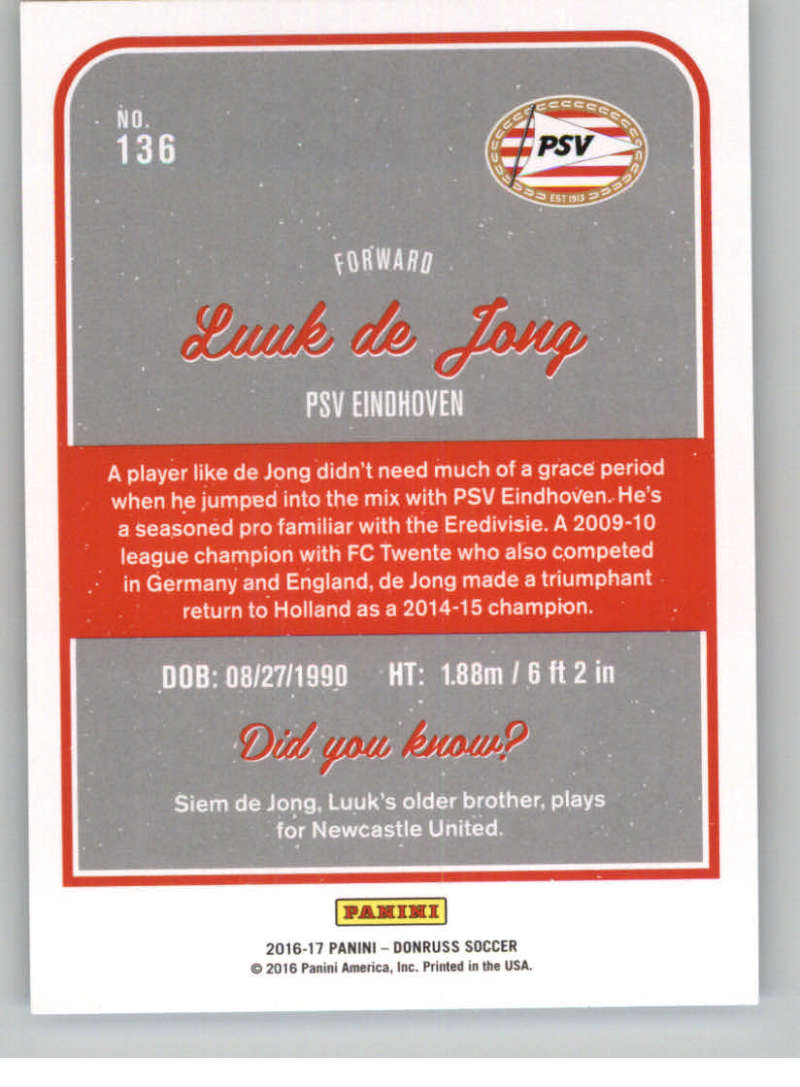 NO.
136
PSV
EST 1913
FORWARD
Luuk de Jong
PSV EINDHOVEN
A player like de Jong didn't need much of a grace period
when he jumped into the mix with PSV Eindhoven. He's
a seasoned pro familiar with the Eredivisie. A 2009-10
league champion with FC Twente who also competed
in Germany and England, de Jong made a triumphant
return to Holland as a 2014-15 champion.
DOB: 08/27/1990 HT: 1.88m / 6 ft 2 in
Did you know?
Siem de Jong, Luuk's older brother, plays
for Newcastle United.
PANINI
2016-17 PANINI – DONRUSS SOCCER
© 2016 Panini America, Inc. Printed in the USA.